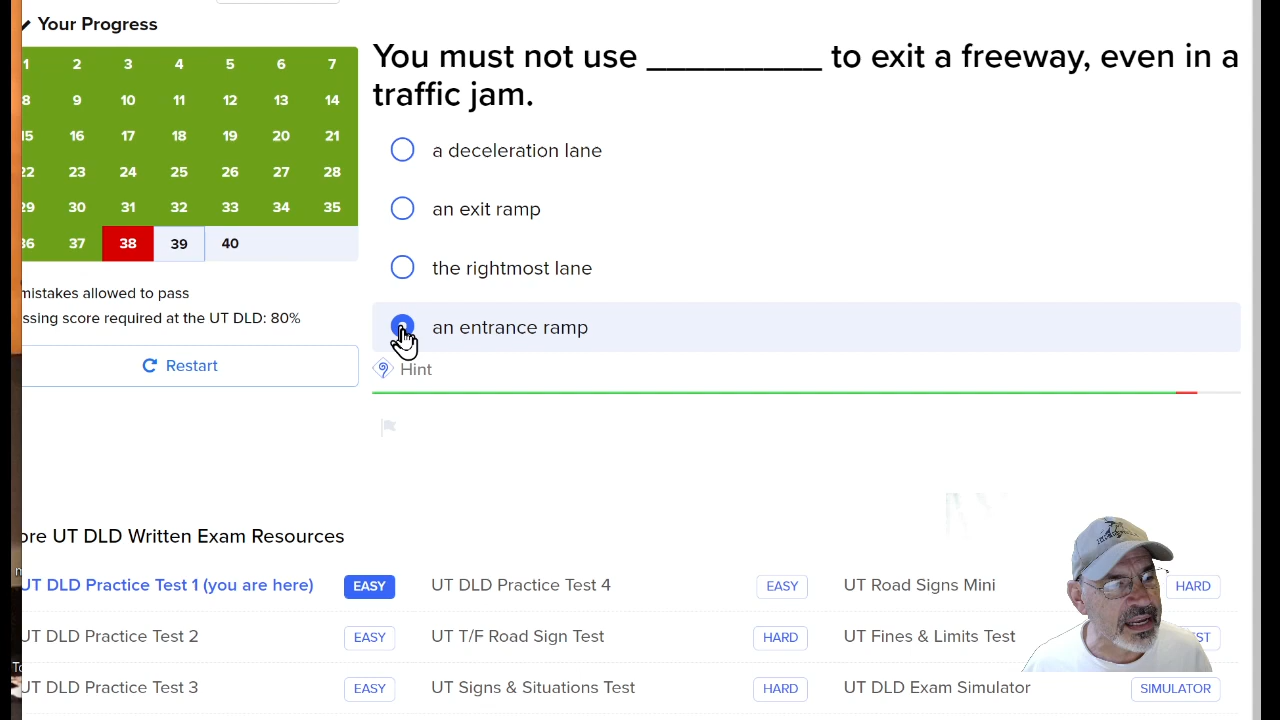 Your Progress
1 2 3 4 5 6 7
8 9 10 11 12 13 14
15 16 17 18 19 20 21
22 23 24 25 26 27 28
29 30 31 32 33 34 35
36 37 38 39 40
mistakes allowed to pass
ssing score required at the UT DLD: 80%
Restart
You must not use __________ to exit a freeway, even in a
traffic jam.
a deceleration lane
an exit ramp
the rightmost lane
an entrance ramp
Hint
ore UT DLD Written Exam Resources
UT DLD Practice Test 1 (you are here) EASY
UT DLD Practice Test 4 EASY
UT Road Signs Mini HARD
UT DLD Practice Test 2 EASY
UT T/F Road Sign Test HARD
UT Fines & Limits Test ST
UT DLD Practice Test 3 EASY
UT Signs & Situations Test HARD
UT DLD Exam Simulator SIMULATOR